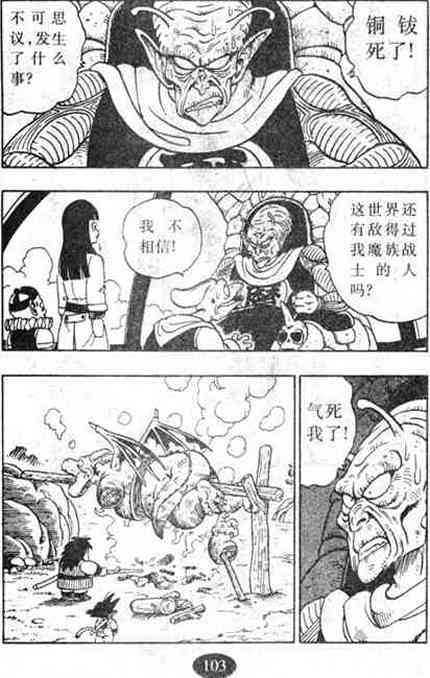 铜钹
死了!
不可思
议,发生
了什么
事?
这世界还
有敌得过
我魔族战
士的人
吗?
我不
相信!
气死
我了!
103